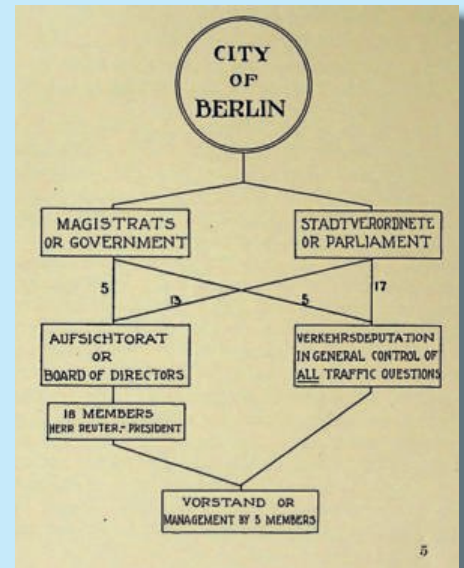 CITY
OF
BERLIN
MAGISTRATS
OR GOVERNMENT
STADTVERORDNETE
OR PARLIAMENT
5
13
5
17
AUFSICHTORAT
OR
BOARD OF DIRECTORS
VERKEHRSDEPUTATION
IN GENERAL CONTROL OF
ALL TRAFFIC QUESTIONS
18 MEMBERS
HERR REUTER,- PRESIDENT
VORSTAND OR
MANAGEMENT BY 5 MEMBERS
5